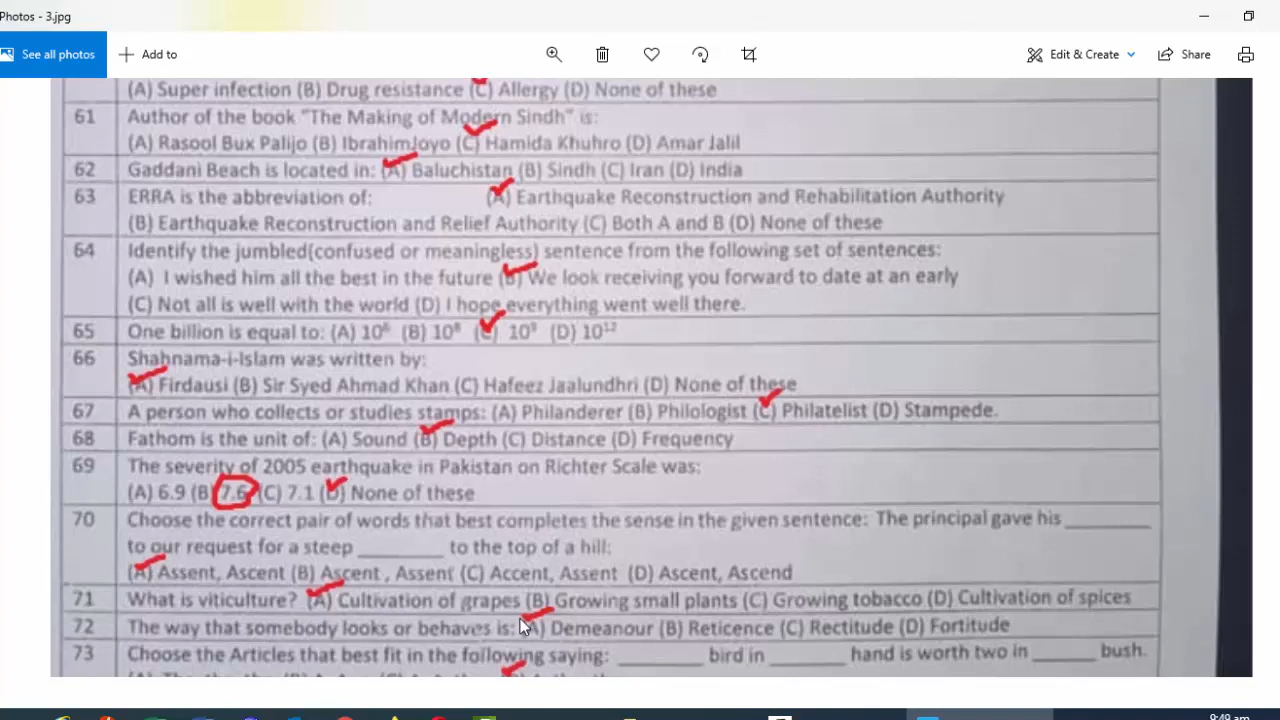 Photos - 3.jpg
See all photos
Add to
Edit & Create
Share
(A) Super infection (B) Drug resistance (C) Allergy (D) None of these
61 Author of the book "The Making of Modern Sindh" is:
(A) Rasool Bux Palijo (B) Ibrahim Joyo (C) Hamida Khuhro (D) Amar Jalil
62 Gaddani Beach is located in: (A) Baluchistan (B) Sindh (C) Iran (D) India
63 ERRA is the abbreviation of: (A) Earthquake Reconstruction and Rehabilitation Authority
(B) Earthquake Reconstruction and Relief Authority (C) Both A and B (D) None of these
64 Identify the jumbled(confused or meaningless) sentence from the following set of sentences:
(A) I wished him all the best in the future (B) We look receiving you forward to date at an early
(C) Not all is well with the world (D) I hope everything went well there.
65 One billion is equal to: (A) 10⁶ (B) 10⁸ (C) 10⁹ (D) 10¹²
66 Shahnama-i-Islam was written by:
(A) Firdausi (B) Sir Syed Ahmad Khan (C) Hafeez Jaalundhri (D) None of these
67 A person who collects or studies stamps: (A) Philanderer (B) Philologist (C) Philatelist (D) Stampede.
68 Fathom is the unit of: (A) Sound (B) Depth (C) Distance (D) Frequency
69 The severity of 2005 earthquake in Pakistan on Richter Scale was:
(A) 6.9 (B) 7.6 (C) 7.1 (D) None of these
70 Choose the correct pair of words that best completes the sense in the given sentence: The principal gave his ________
to our request for a steep ________ to the top of a hill:
(A) Assent, Ascent (B) Ascent , Assent (C) Accent, Assent (D) Ascent, Ascend
71 What is viticulture? (A) Cultivation of grapes (B) Growing small plants (C) Growing tobacco (D) Cultivation of spices
72 The way that somebody looks or behaves is: (A) Demeanour (B) Reticence (C) Rectitude (D) Fortitude
73 Choose the Articles that best fit in the following saying: ________ bird in ________ hand is worth two in ______ bush.
9:49 am